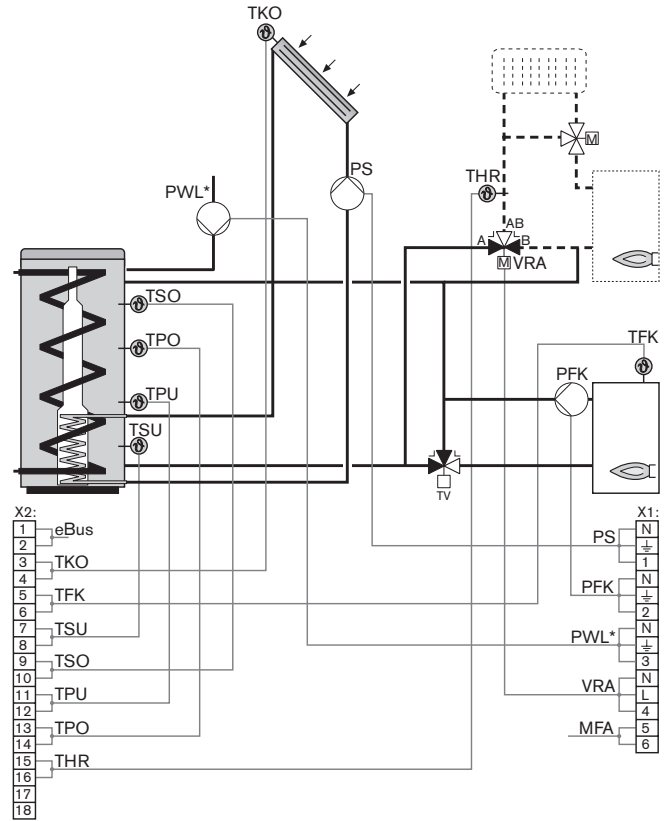 TKO
PS
PWL*
M
THR
AB
A
B
M
VRA
TSO
TPO
TPU
TSU
TFK
PFK
TV
X2:
1
2
eBus
3
4
TKO
5
6
TFK
7
8
TSU
9
10
TSO
11
12
TPU
13
14
TPO
15
16
THR
17
18
X1:
PS
N
1
PFK
N
2
PWL*
N
3
VRA
N
L
4
MFA
5
6